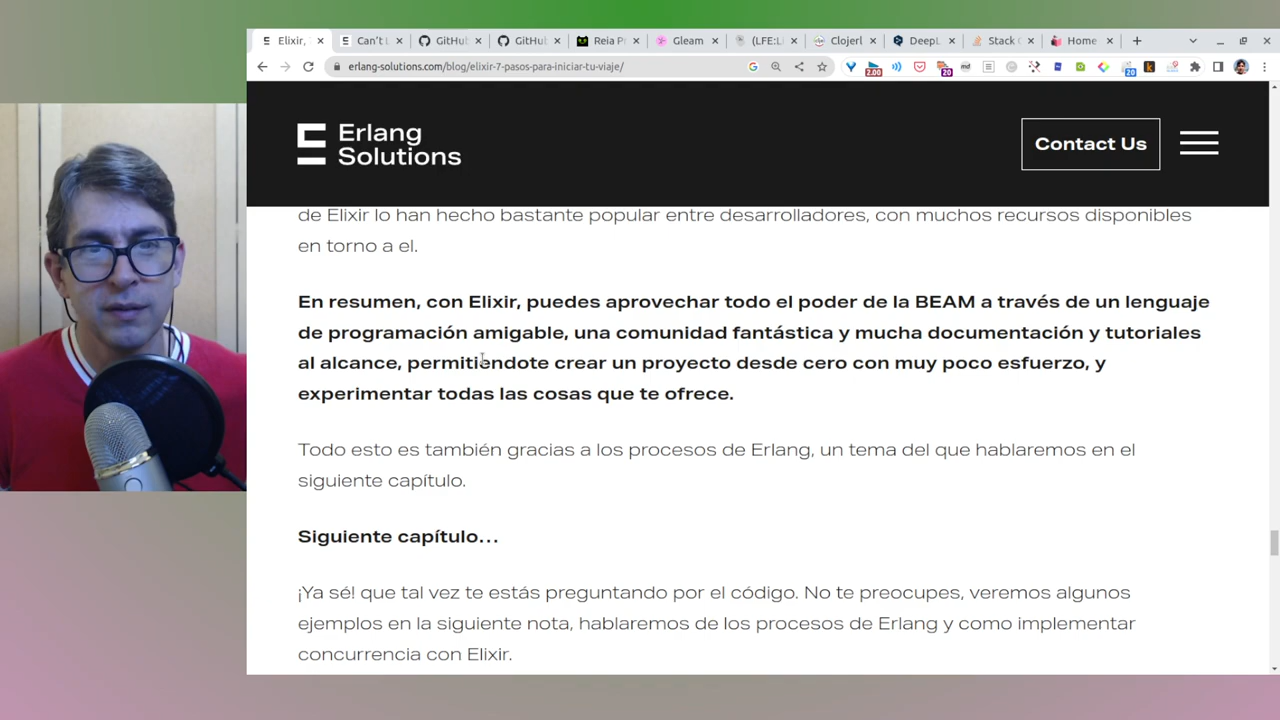 Elixir,
Can't
GitHub
GitHub
Reia P
Gleam
(LFE:Li
Clojerl
DeepL
Stack
Home
erlang-solutions.com/blog/elixir-7-pasos-para-iniciar-tu-viaje/
2.00
20
20
Erlang
Solutions
Contact Us
de Elixir lo han hecho bastante popular entre desarrolladores, con muchos recursos disponibles
en torno a el.
En resumen, con Elixir, puedes aprovechar todo el poder de la BEAM a través de un lenguaje
de programación amigable, una comunidad fantástica y mucha documentación y tutoriales
al alcance, permitiendote crear un proyecto desde cero con muy poco esfuerzo, y
experimentar todas las cosas que te ofrece.
Todo esto es también gracias a los procesos de Erlang, un tema del que hablaremos en el
siguiente capítulo.
Siguiente capítulo…
¡Ya sé! que tal vez te estás preguntando por el código. No te preocupes, veremos algunos
ejemplos en la siguiente nota, hablaremos de los procesos de Erlang y como implementar
concurrencia con Elixir.